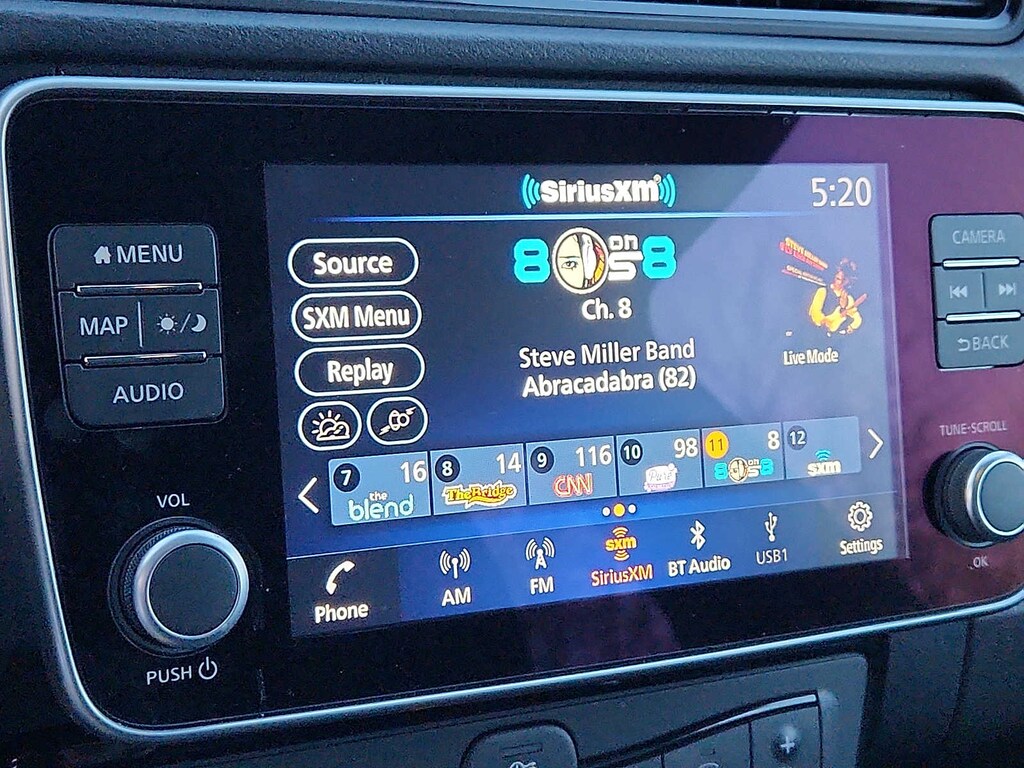 SiriusXM
5:20
MENU
MAP
AUDIO
VOL
PUSH
Source
SXM Menu
Replay
8 on 5 8
Ch. 8
Steve Miller Band
Abracadabra (82)
Live Mode
7 16 the blend
8 14 The Bridge
9 116 CNN
10 98
11 8 8 on 5 8
12 sxm
Phone
AM
FM
sxm
SiriusXM
BT Audio
USB1
Settings
CAMERA
BACK
TUNE·SCROLL
OK